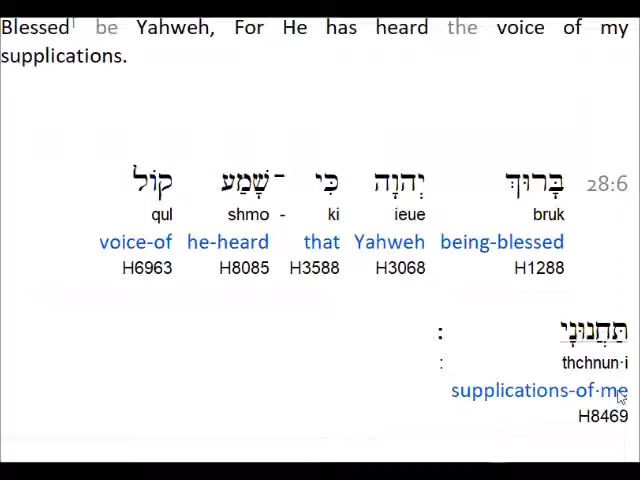 Blessed be Yahweh, For He has heard the voice of my
supplications.
28:6 בָּרוּךְ יְהוָה כִּי־ שָׁמַע קוֹל
qul shmo - ki ieue bruk
voice-of he-heard that Yahweh being-blessed
H6963 H8085 H3588 H3068 H1288
תַּחֲנוּנָי :
: thchnun·i
supplications-of·me
H8469